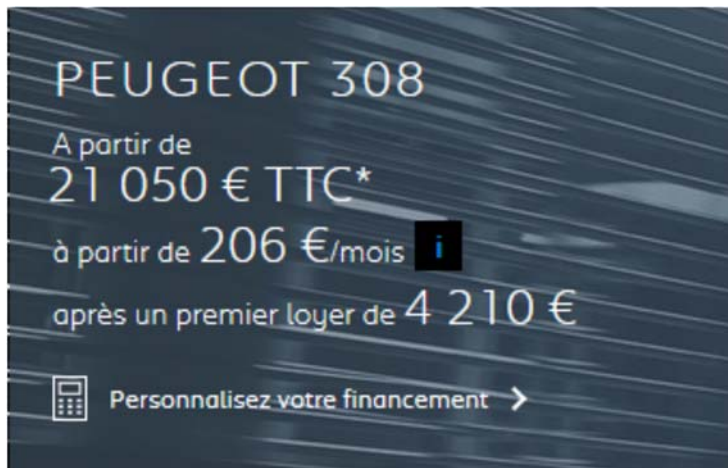 PEUGEOT 308
A partir de
21 050 € TTC*
à partir de 206 €/mois i
après un premier loyer de 4 210 €
Personnalisez votre financement